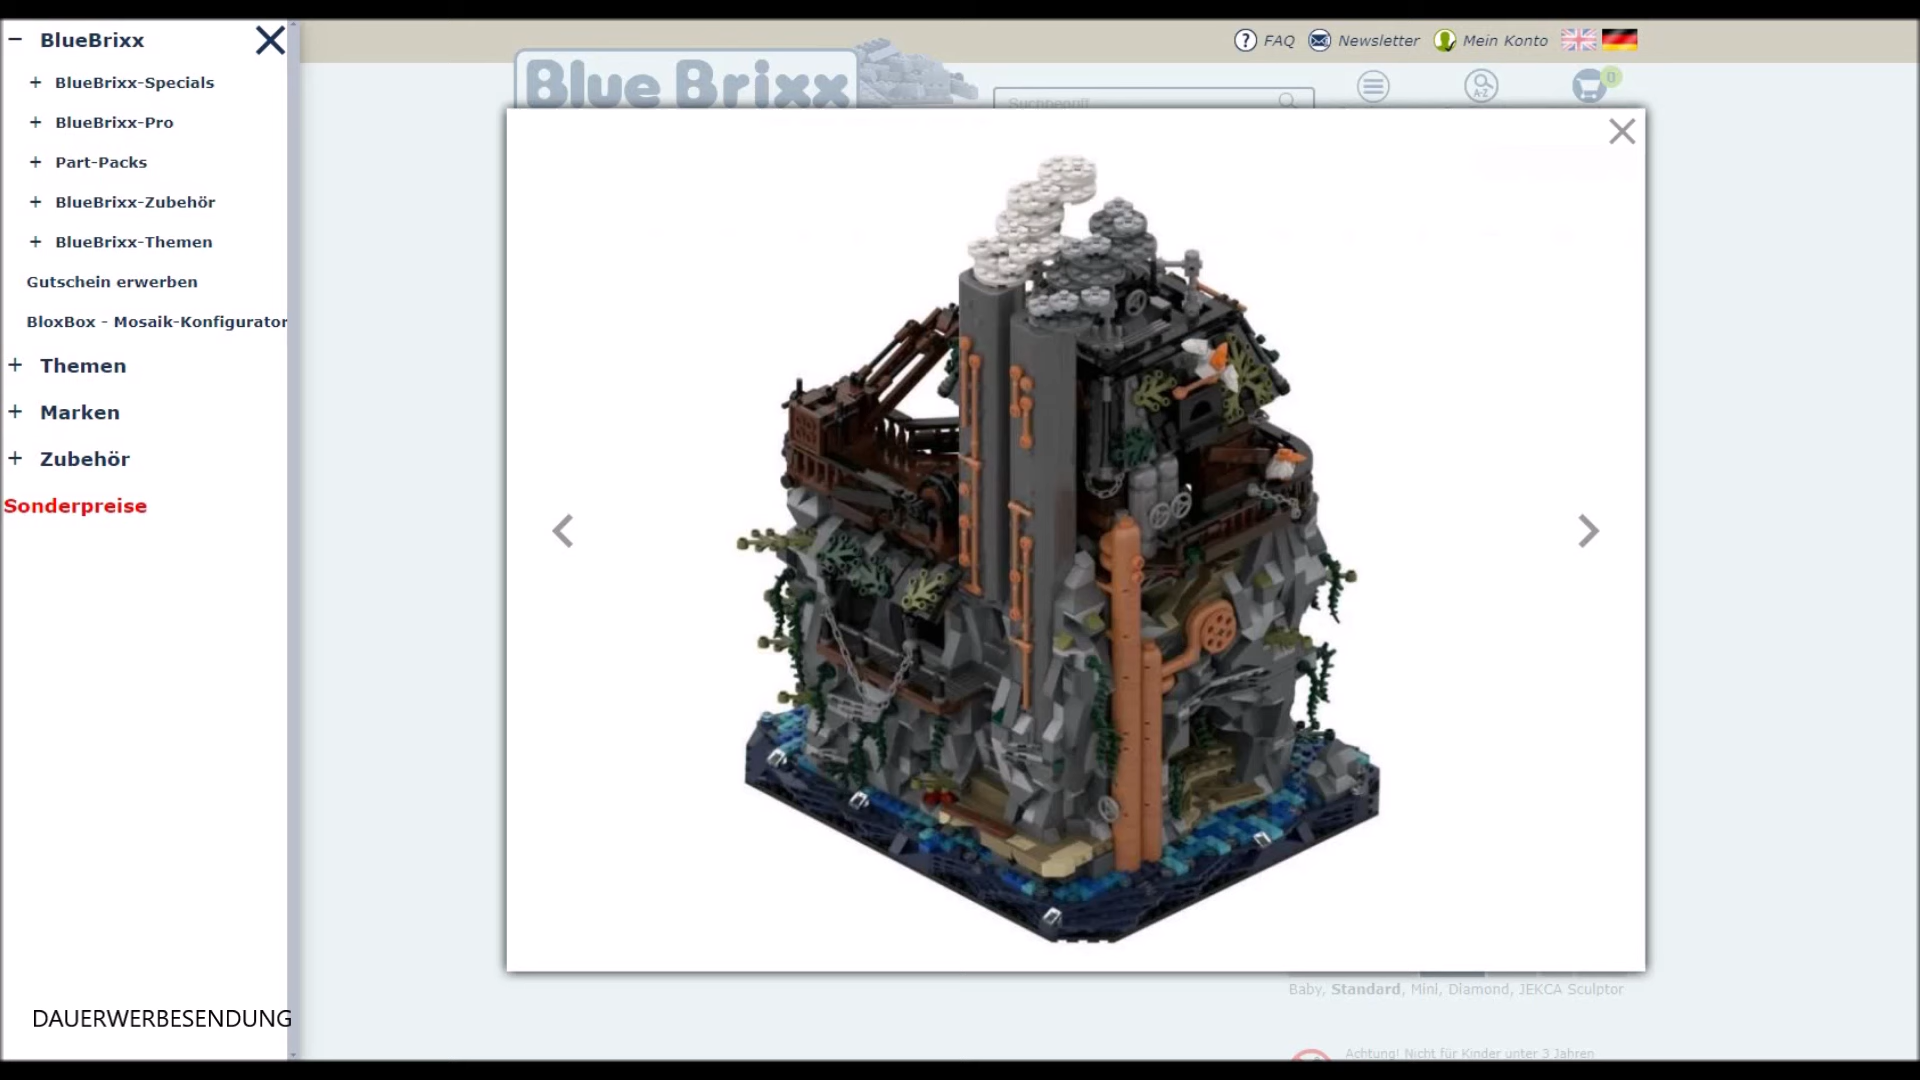 BlueBrixx
BlueBrixx-Specials
BlueBrixx-Pro
Part-Packs
BlueBrixx-Zubehör
BlueBrixx-Themen
Gutschein erwerben
BloxBox - Mosaik-Konfigurator
Themen
Marken
Zubehör
Sonderpreise
DAUERWERBESENDUNG
? FAQ Newsletter Mein Konto
Blue Brixx
Suchbegriff
A-Z
0
Baby, Standard, Mini, Diamond, JEKCA Sculptor
Achtung! Nicht für Kinder unter 3 Jahren